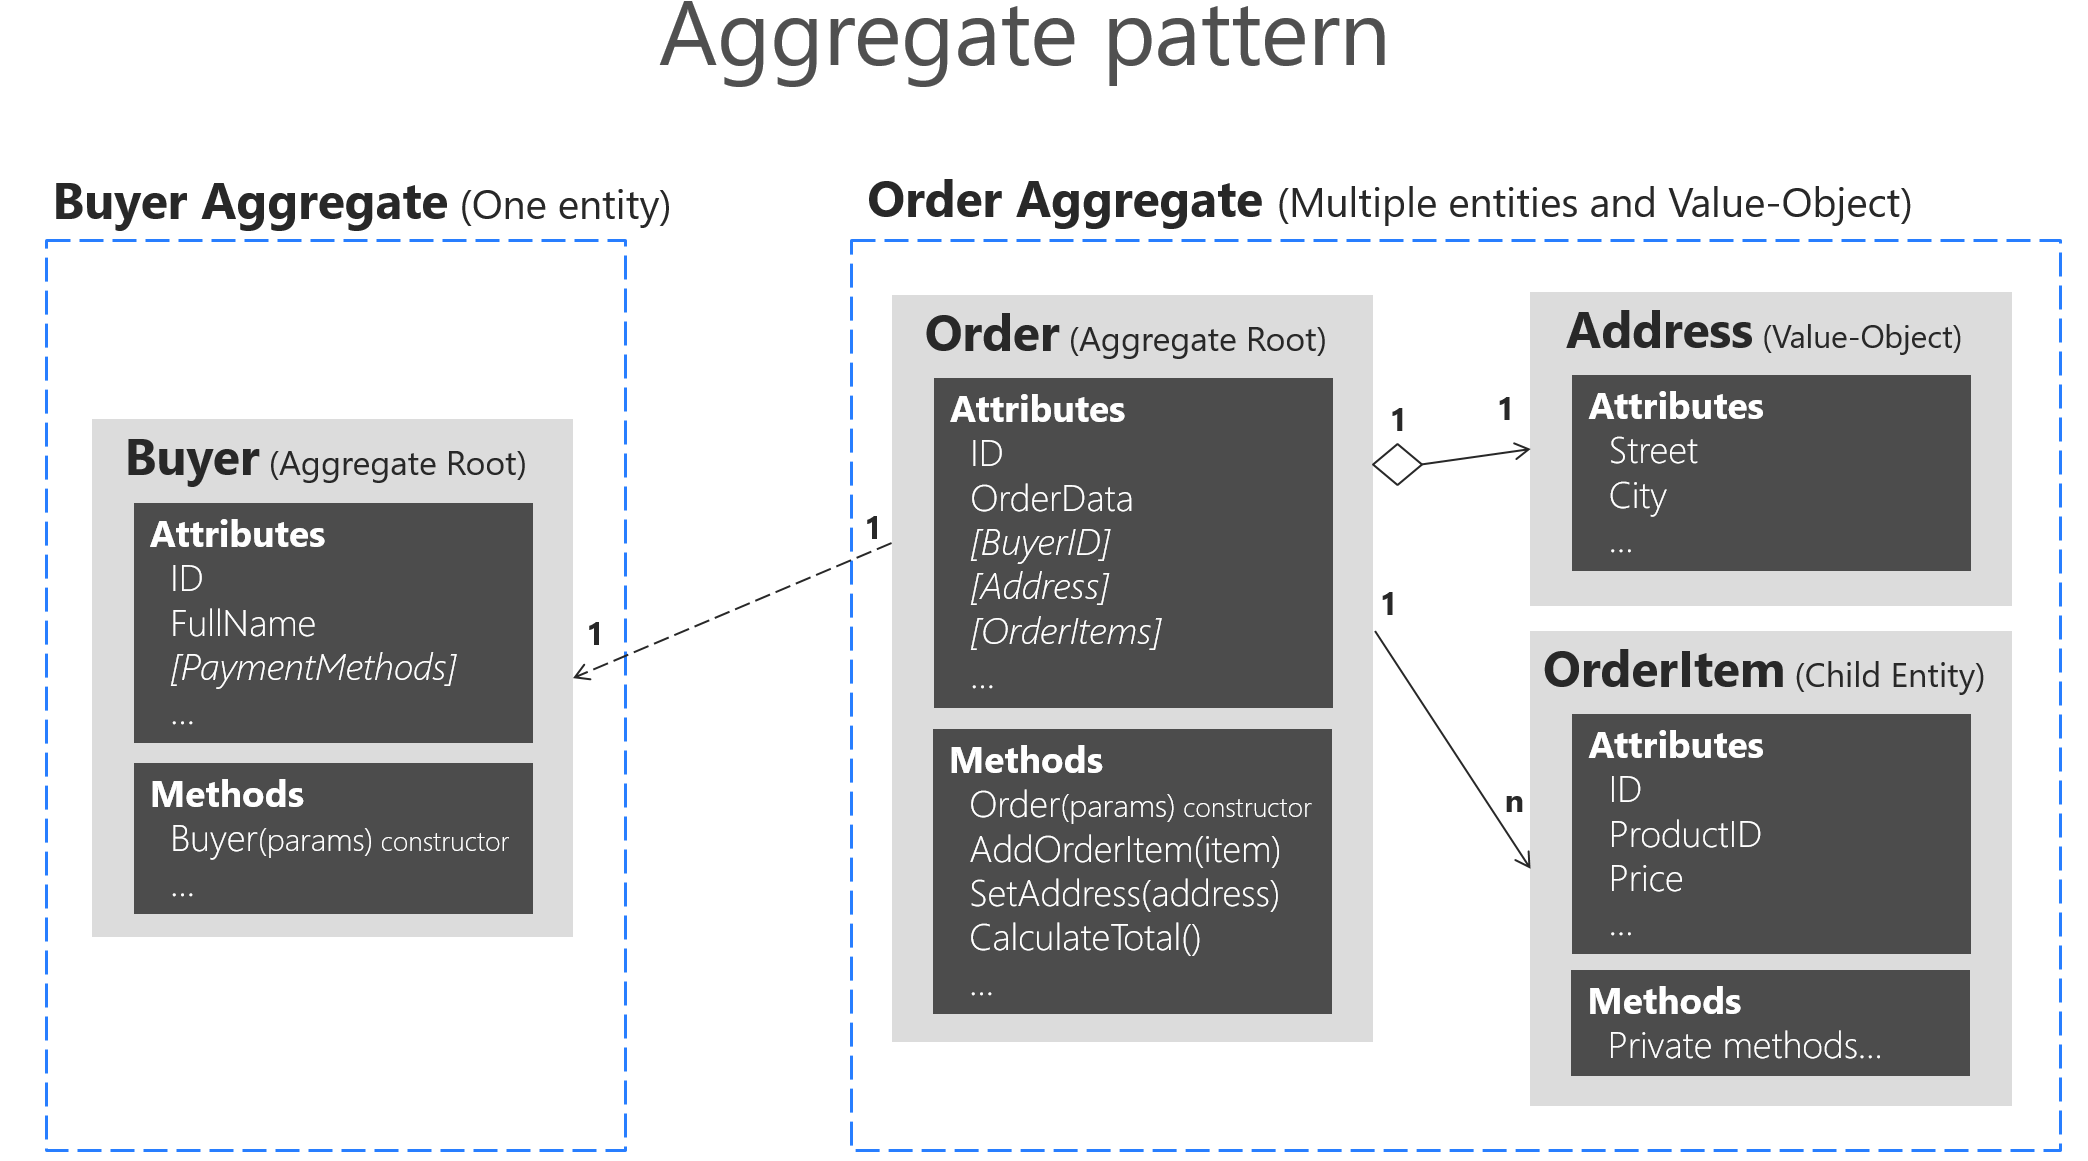 Aggregate pattern
Buyer Aggregate (One entity)
Buyer (Aggregate Root)
Attributes
ID
FullName
[PaymentMethods]
...
Methods
Buyer(params) constructor
...
1
1
Order Aggregate (Multiple entities and Value-Object)
Order (Aggregate Root)
Attributes
ID
OrderData
[BuyerID]
[Address]
[OrderItems]
...
Methods
Order(params) constructor
AddOrderItem(item)
SetAddress(address)
CalculateTotal()
...
1
1
1
n
Address (Value-Object)
Attributes
Street
City
...
OrderItem (Child Entity)
Attributes
ID
ProductID
Price
...
Methods
Private methods...